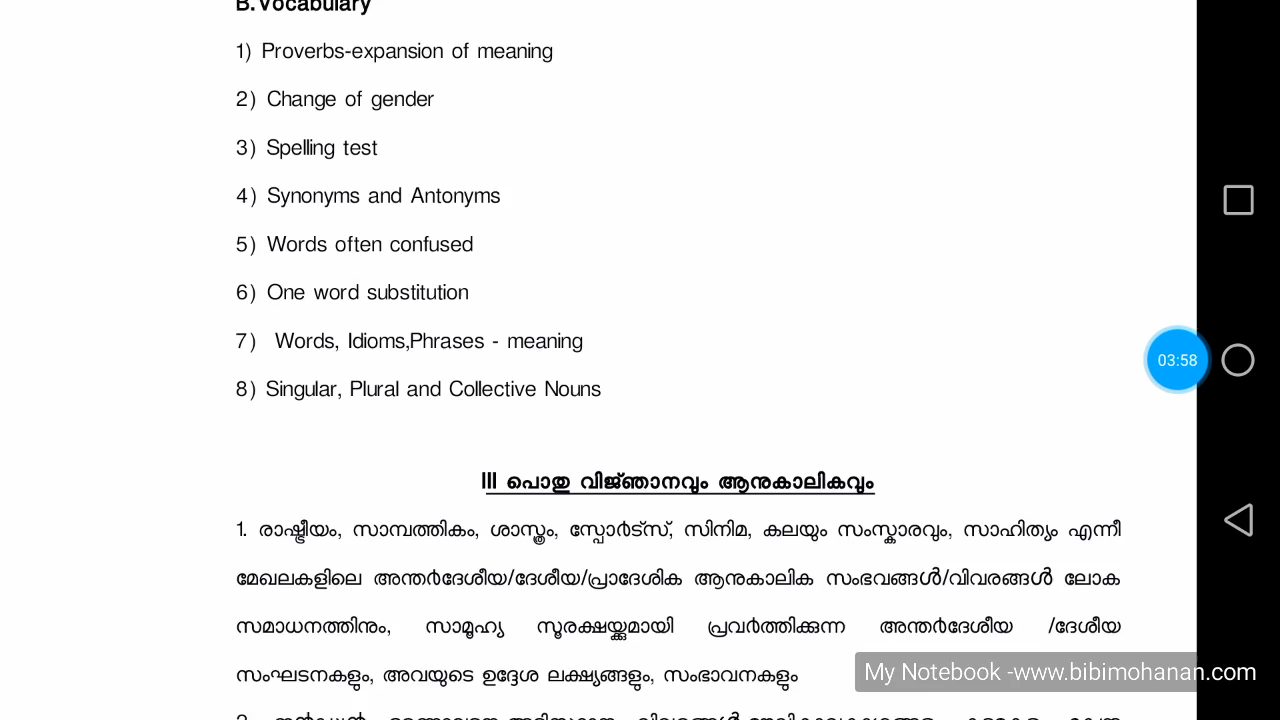 B.Vocabulary
1) Proverbs-expansion of meaning
2) Change of gender
3) Spelling test
4) Synonyms and Antonyms
5) Words often confused
6) One word substitution
7) Words, Idioms,Phrases - meaning
8) Singular, Plural and Collective Nouns
03:58
III പൊതു വിജ്ഞാനവും ആനുകാലികവും
1. രാഷ്ട്രീയം, സാമ്പത്തികം, ശാസ്ത്രം, സ്പോർട്സ്, സിനിമ, കലയും സംസ്കാരവും, സാഹിത്യം എന്നീ
മേഖലകളിലെ അന്തർദേശീയ/ദേശീയ/പ്രാദേശിക ആനുകാലിക സംഭവങ്ങൾ/വിവരങ്ങൾ ലോക
സമാധനത്തിനും, സാമൂഹ്യ സൂരക്ഷയ്ക്കുമായി പ്രവർത്തിക്കുന്ന അന്തർദേശീയ /ദേശീയ
സംഘടനകളും, അവയുടെ ഉദ്ദേശ ലക്ഷ്യങ്ങളും, സംഭാവനകളും
My Notebook -www.bibimohanan.com